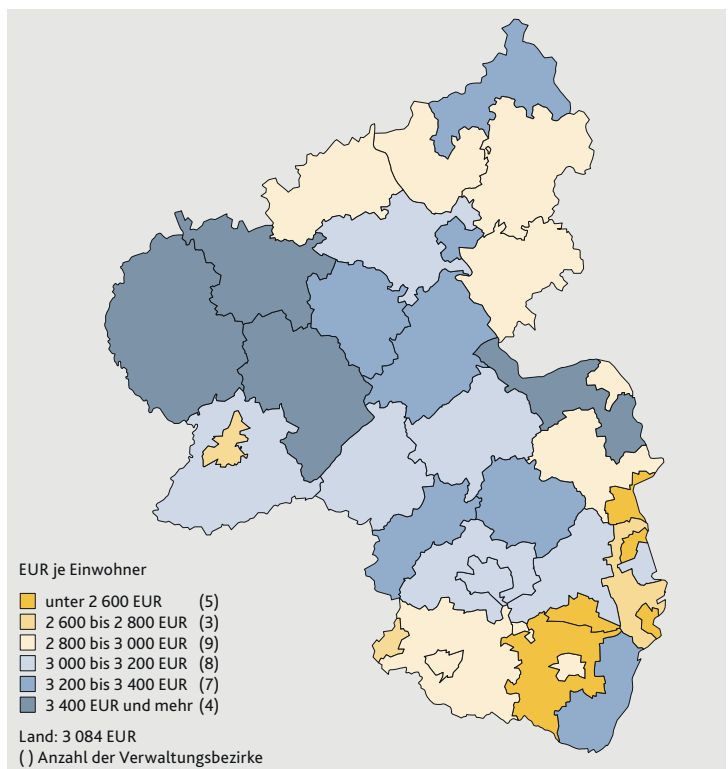 EUR je Einwohner
unter 2 600 EUR (5)
2 600 bis 2 800 EUR (3)
2 800 bis 3 000 EUR (9)
3 000 bis 3 200 EUR (8)
3 200 bis 3 400 EUR (7)
3 400 EUR und mehr (4)
Land: 3 084 EUR
( ) Anzahl der Verwaltungsbezirke